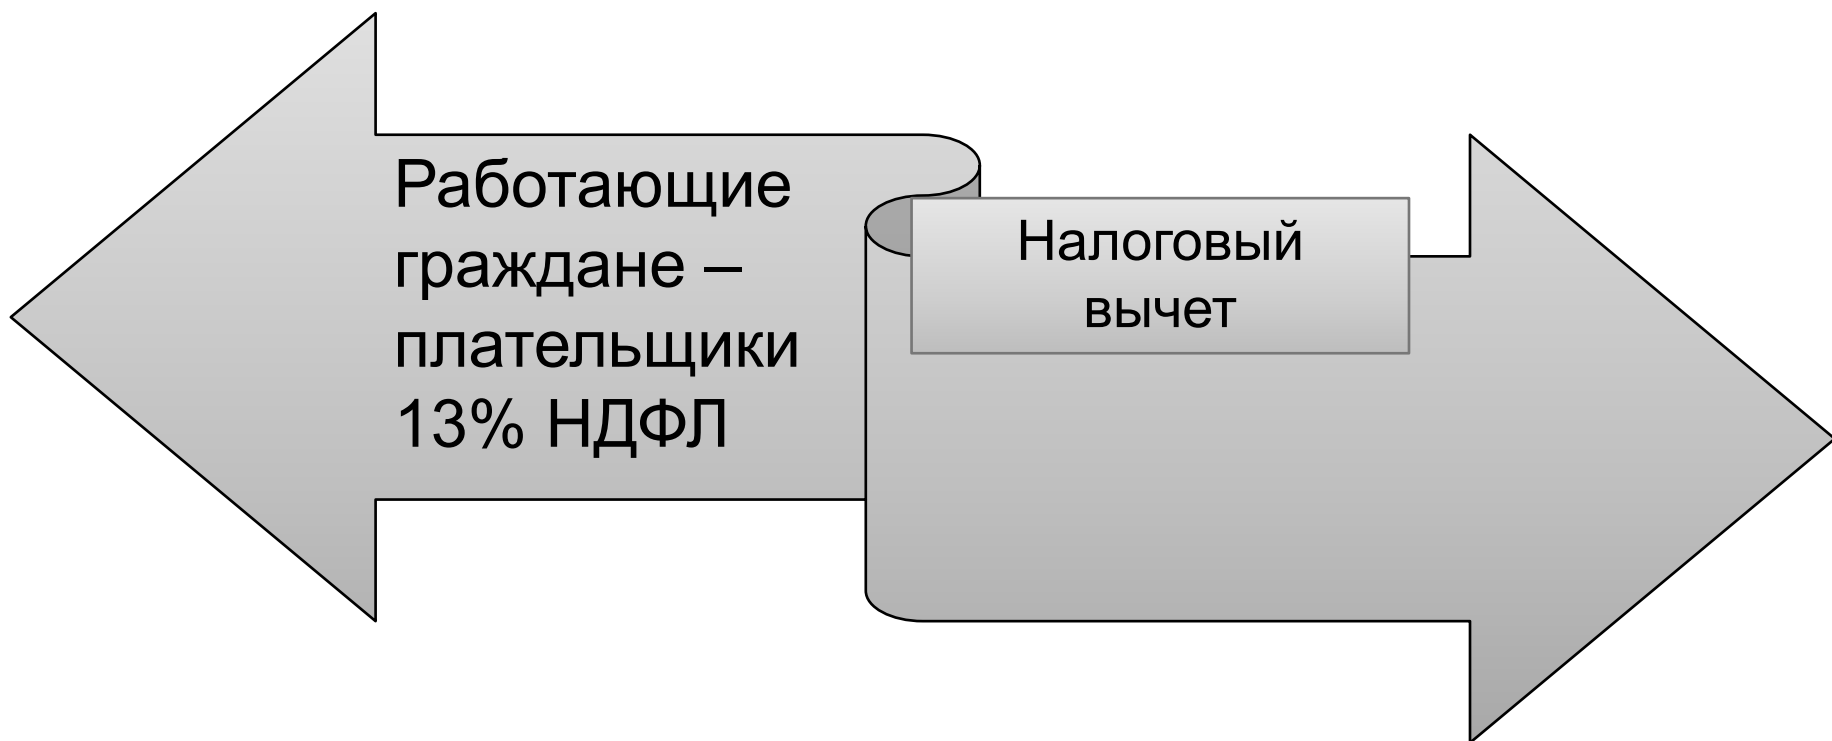 Работающие
граждане –
плательщики
13% НДФЛ
Налоговый
вычет